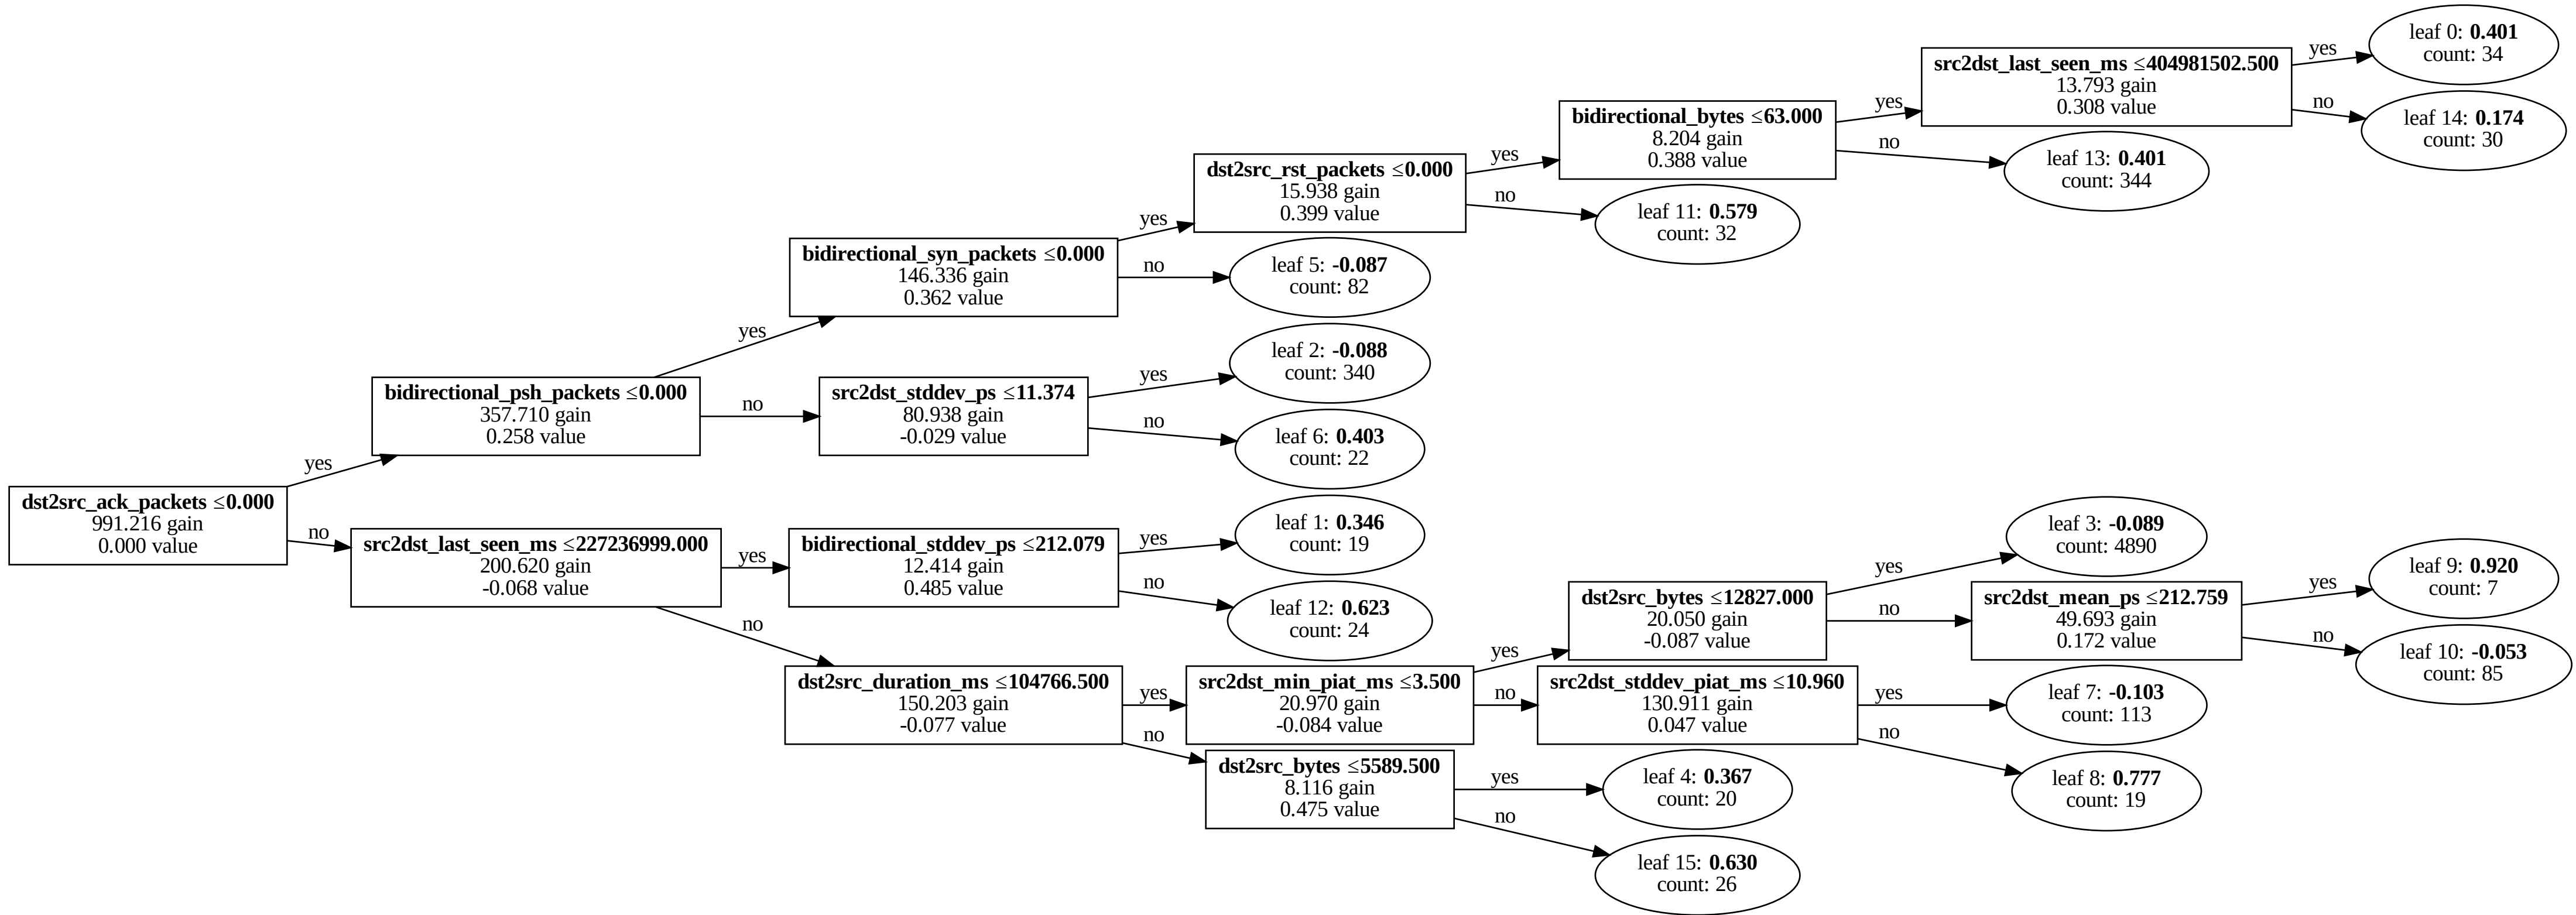 dst2src_ack_packets ≤0.000
991.216 gain
0.000 value
yes
no
bidirectional_psh_packets ≤0.000
357.710 gain
0.258 value
yes
no
src2dst_last_seen_ms ≤227236999.000
200.620 gain
-0.068 value
yes
no
bidirectional_syn_packets ≤0.000
146.336 gain
0.362 value
yes
no
src2dst_stddev_ps ≤11.374
80.938 gain
-0.029 value
yes
no
bidirectional_stddev_ps ≤212.079
12.414 gain
0.485 value
yes
no
dst2src_duration_ms ≤104766.500
150.203 gain
-0.077 value
yes
no
dst2src_rst_packets ≤0.000
15.938 gain
0.399 value
yes
no
leaf 5: -0.087
count: 82
leaf 2: -0.088
count: 340
leaf 6: 0.403
count: 22
leaf 1: 0.346
count: 19
leaf 12: 0.623
count: 24
src2dst_min_piat_ms ≤3.500
20.970 gain
-0.084 value
yes
no
dst2src_bytes ≤5589.500
8.116 gain
0.475 value
yes
no
bidirectional_bytes ≤63.000
8.204 gain
0.388 value
yes
no
leaf 11: 0.579
count: 32
dst2src_bytes ≤12827.000
20.050 gain
-0.087 value
yes
no
src2dst_stddev_piat_ms ≤10.960
130.911 gain
0.047 value
yes
no
leaf 4: 0.367
count: 20
leaf 15: 0.630
count: 26
src2dst_last_seen_ms ≤404981502.500
13.793 gain
0.308 value
yes
no
leaf 13: 0.401
count: 344
leaf 3: -0.089
count: 4890
src2dst_mean_ps ≤212.759
49.693 gain
0.172 value
yes
no
leaf 7: -0.103
count: 113
leaf 8: 0.777
count: 19
leaf 0: 0.401
count: 34
leaf 14: 0.174
count: 30
leaf 9: 0.920
count: 7
leaf 10: -0.053
count: 85